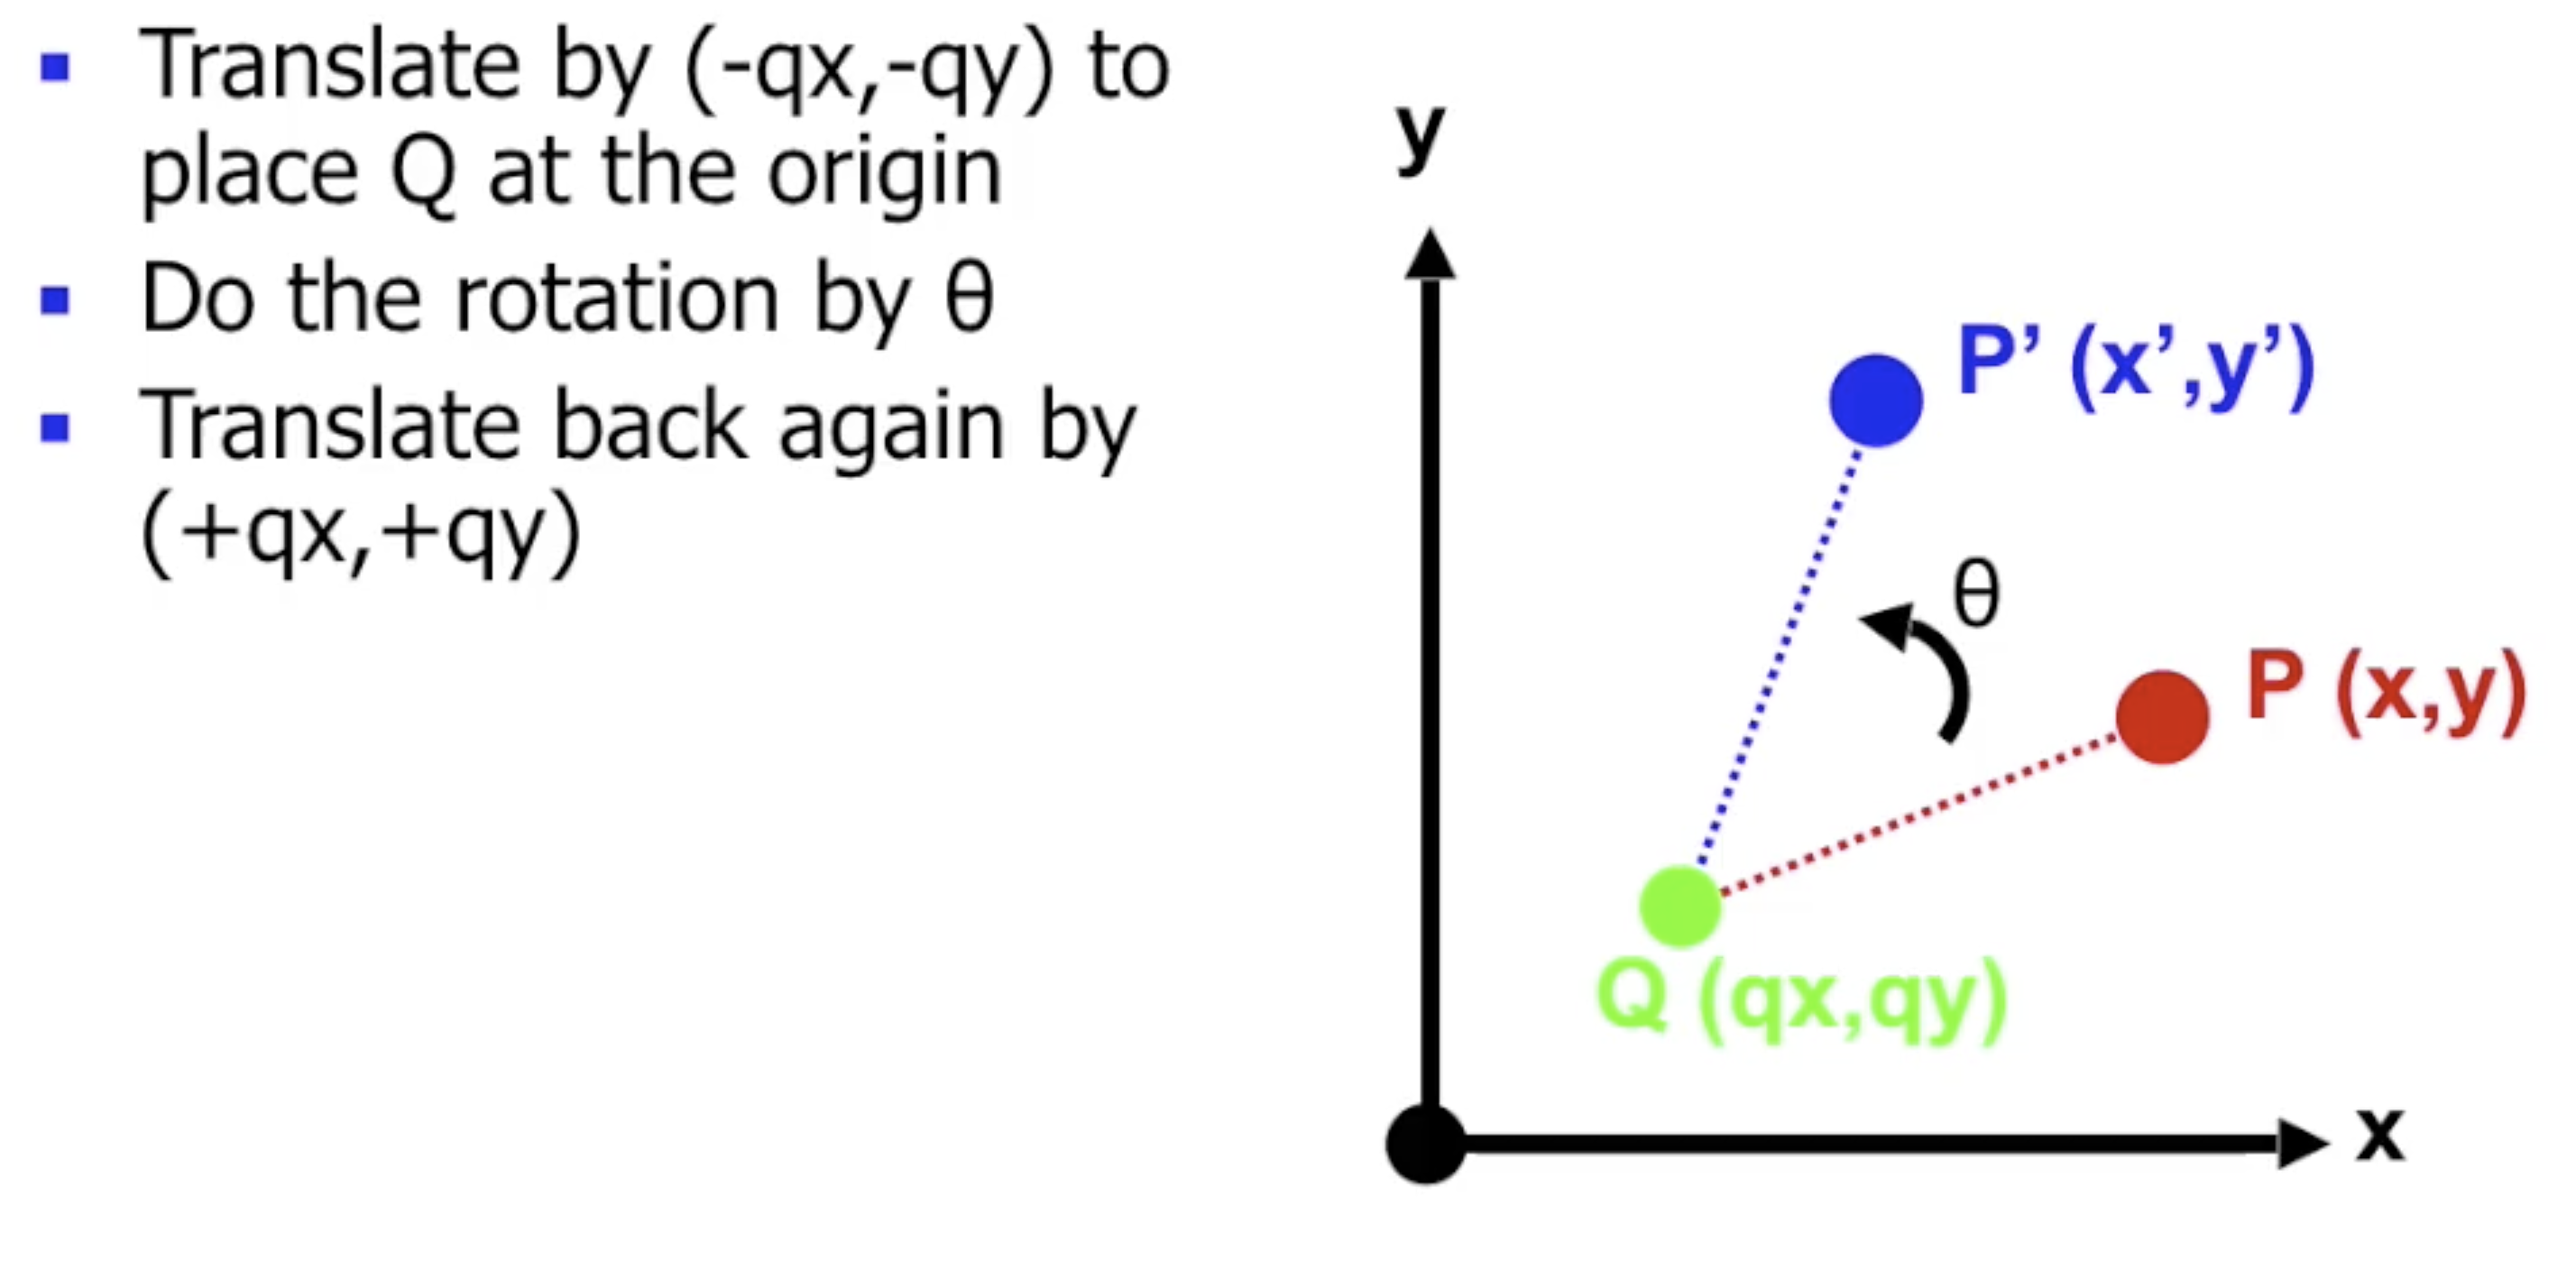 ▪ Translate by (-qx,-qy) to
place Q at the origin
▪ Do the rotation by θ
▪ Translate back again by
(+qx,+qy)
y
P’ (x’,y’)
θ
P (x,y)
Q (qx,qy)
x